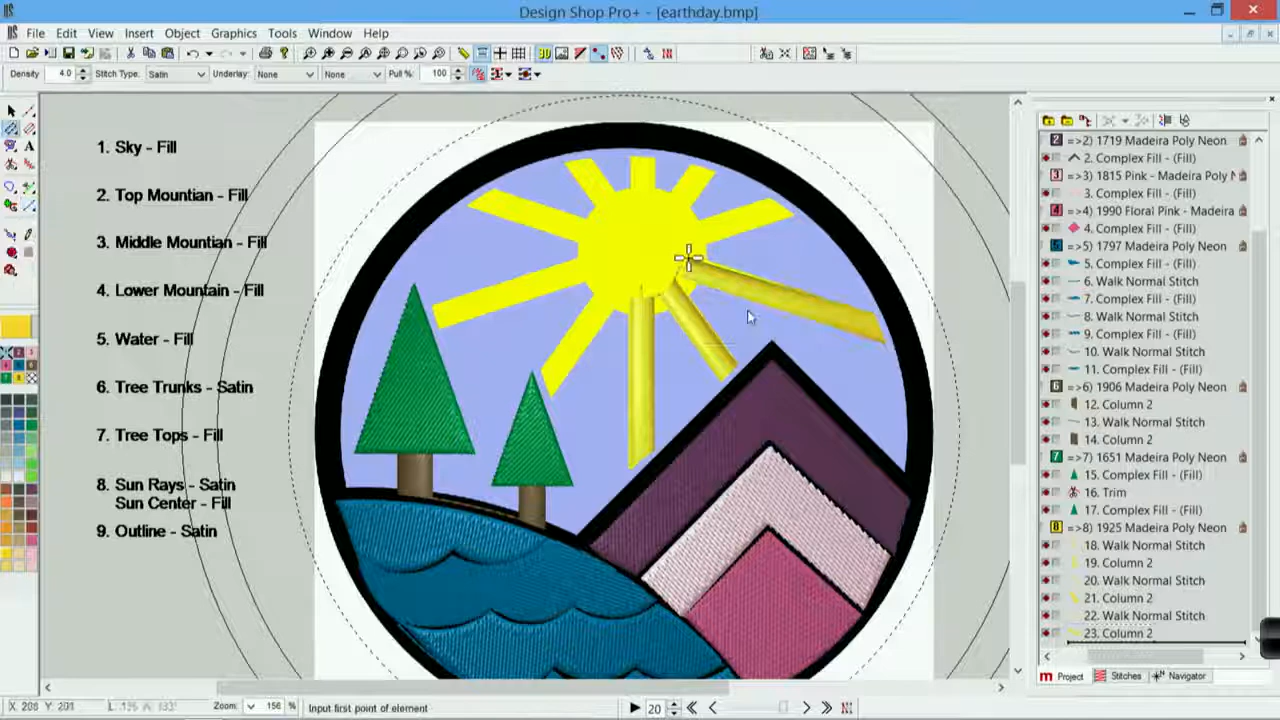 Design Shop Pro+ - [earthday.bmp]
File Edit View Insert Object Graphics Tools Window Help
Density 4.0 Stitch Type: Satin Underlay: None None Pull %: 100
1. Sky - Fill
2. Top Mountian - Fill
3. Middle Mountian - Fill
4. Lower Mountain - Fill
5. Water - Fill
6. Tree Trunks - Satin
7. Tree Tops - Fill
8. Sun Rays - Satin
Sun Center - Fill
9. Outline - Satin
2 =>2) 1719 Madeira Poly Neon
2. Complex Fill - (Fill)
3 =>3) 1815 Pink - Madeira Poly
3. Complex Fill - (Fill)
4 =>4) 1990 Floral Pink - Madeira
4. Complex Fill - (Fill)
=>5) 1797 Madeira Poly Neon
5. Complex Fill - (Fill)
6. Walk Normal Stitch
7. Complex Fill - (Fill)
8. Walk Normal Stitch
9. Complex Fill - (Fill)
10. Walk Normal Stitch
11. Complex Fill - (Fill)
6 =>6) 1906 Madeira Poly Neon
12. Column 2
13. Walk Normal Stitch
14. Column 2
7 =>7) 1651 Madeira Poly Neon
15. Complex Fill - (Fill)
16. Trim
17. Complex Fill - (Fill)
8 =>8) 1925 Madeira Poly Neon
18. Walk Normal Stitch
19. Column 2
20. Walk Normal Stitch
21. Column 2
22. Walk Normal Stitch
23. Column 2
Project Stitches Navigator
Zoom: 156 % Input first point of element 20